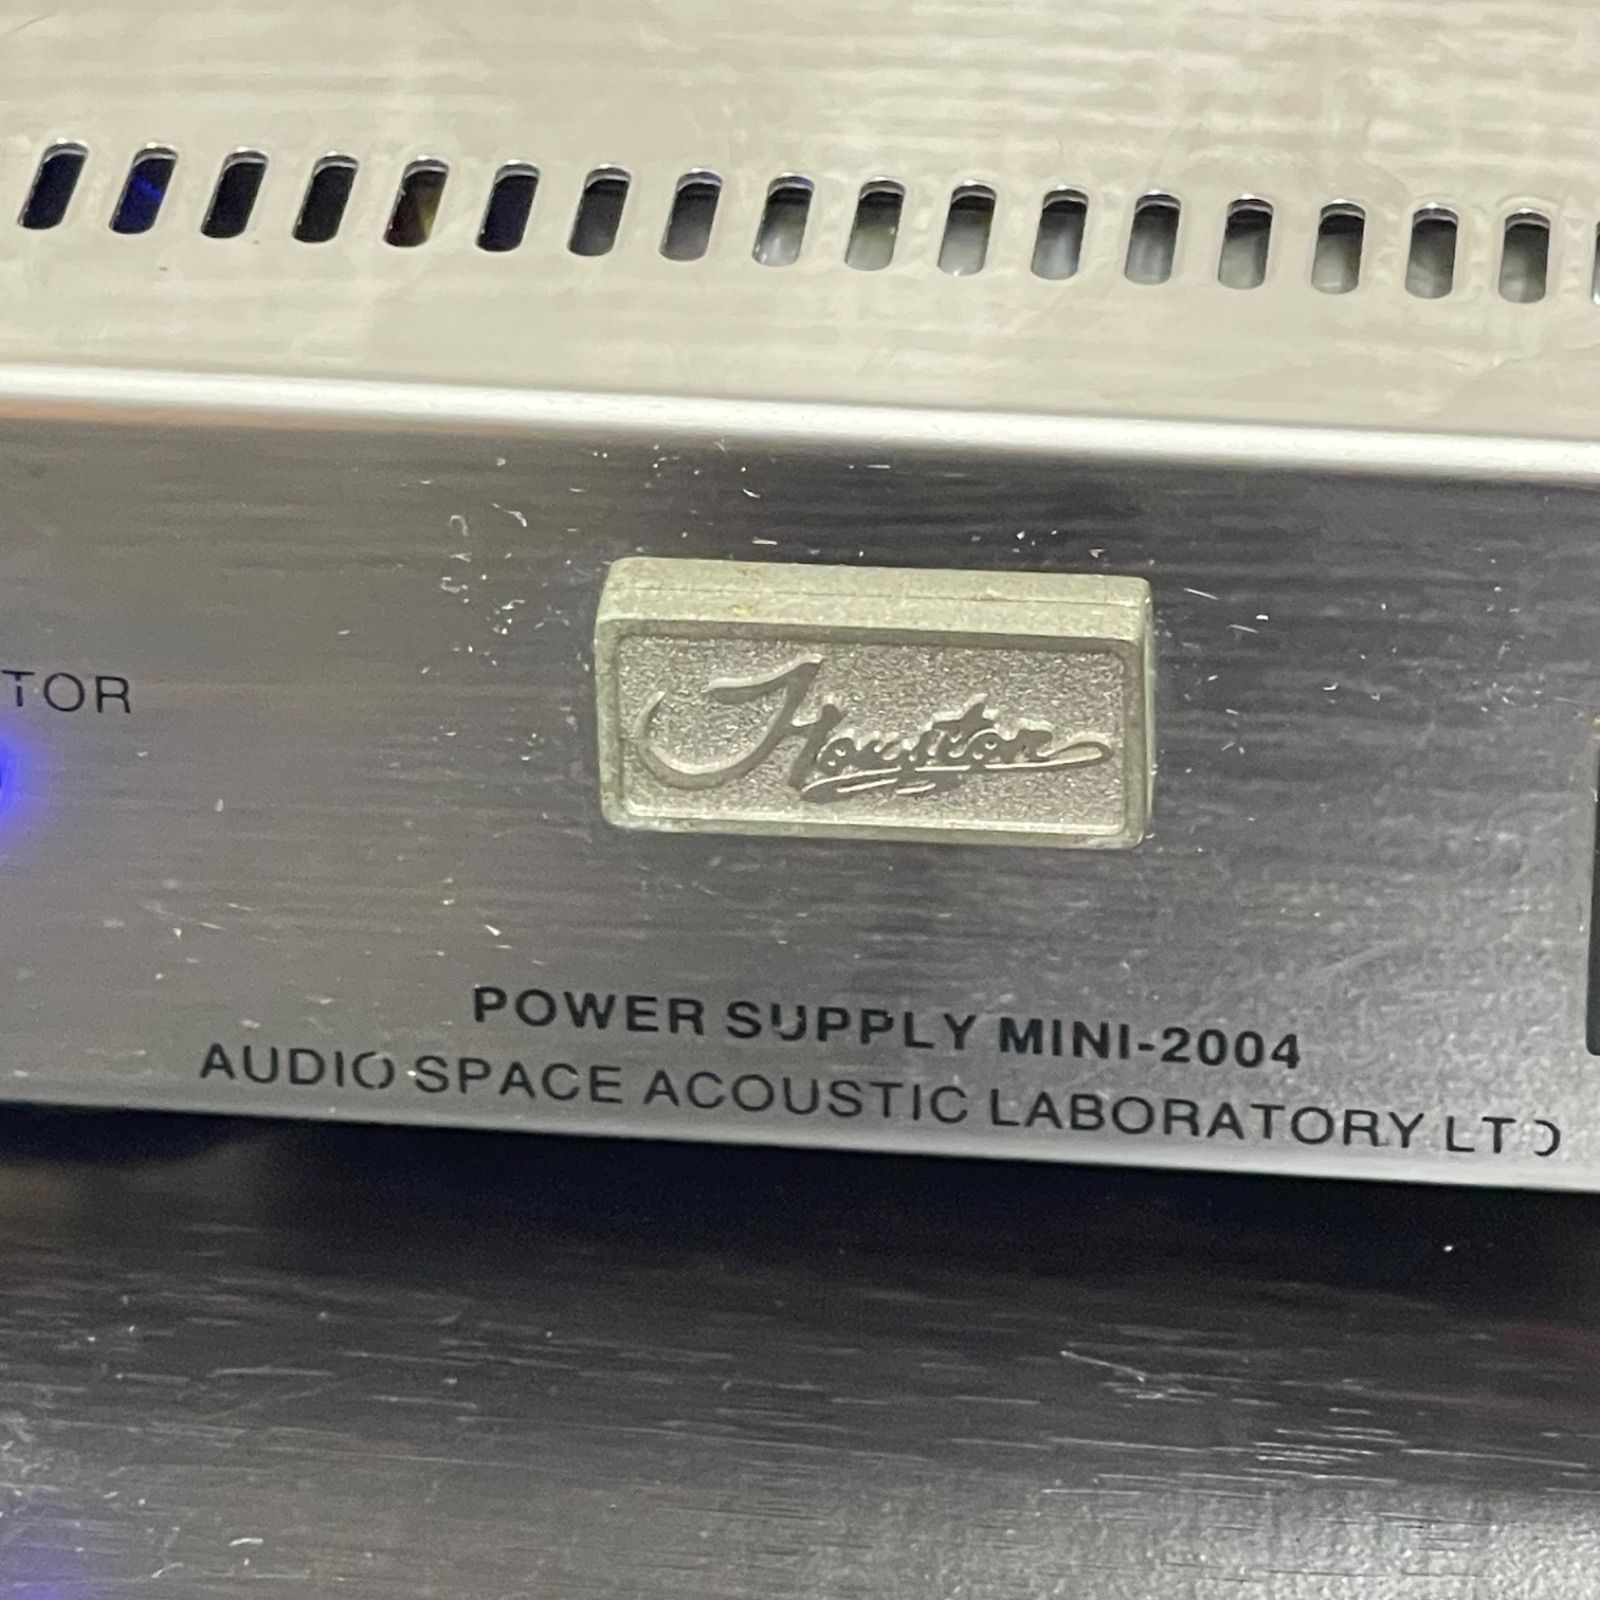 TOR
Houston
POWER SUPPLY MINI-2004
AUDIO SPACE ACOUSTIC LABORATORY LTD